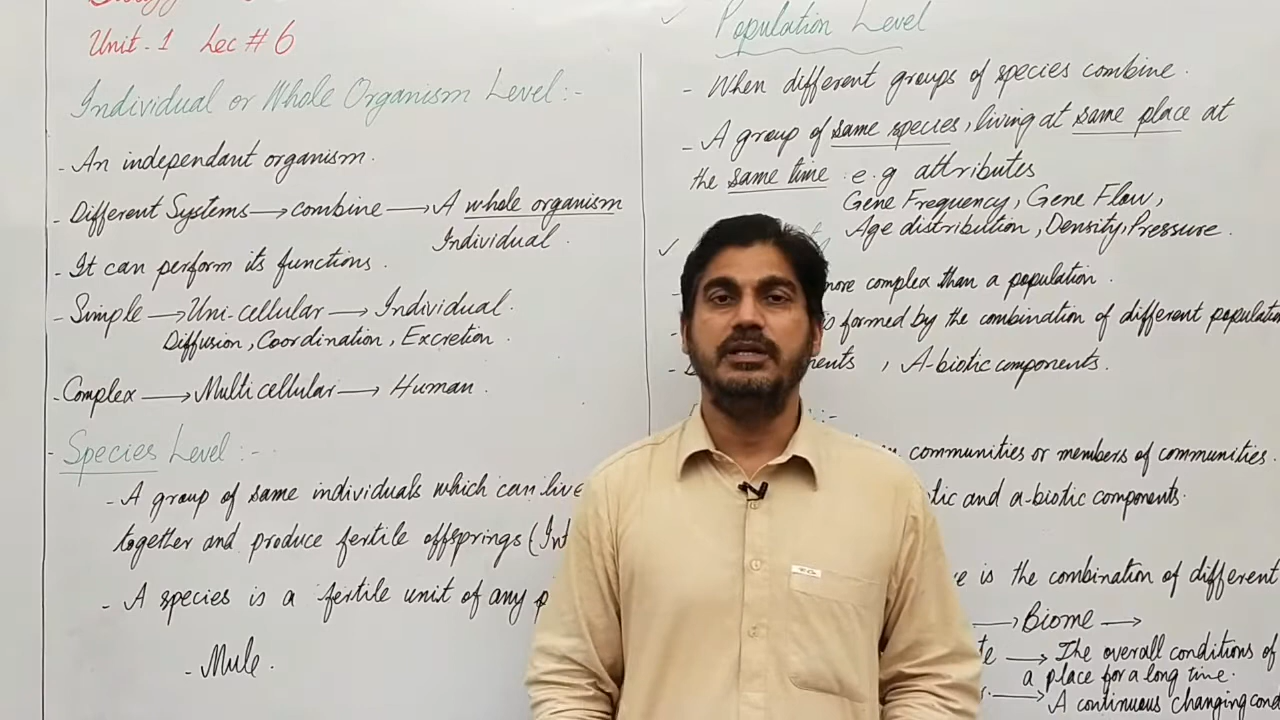 Unit-1 Lec # 6
Individual or Whole Organism Level:-
- An independant organism.
- Different Systems → combine → A whole organism
Individual.
- It can perform its functions.
- Simple → Uni-cellular → Individual.
Diffusion, Coordination, Excretion.
- Complex → Multicellular → Human.
- Species Level:-
- A group of same individuals which can live
together and produce fertile offsprings (
- A species is a fertile unit of any
- Mule.
✓ Population Level
- When different groups of species combine.
- A group of same species, living at same place at
the same time e.g attributes
Gene Frequency, Gene Flow,
Age distribution, Density, Pressure.
✓
- more complex than a population.
- is formed by the combination of different
- , A-biotic components.
:-
communities or members of communities.
and a-biotic components.
is the combination of different
→ Biome →
→ The overall conditions of
a place for a long time.
→ A continuous changing